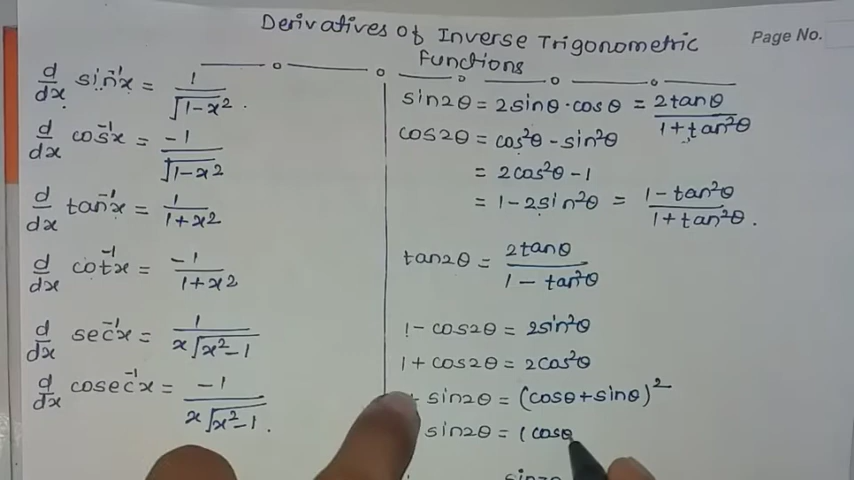 Derivatives of Inverse Trigonometric
Functions
Page No.
d/dx sin⁻¹x = 1/√(1-x²).
d/dx cos⁻¹x = -1/√(1-x²)
d/dx tan⁻¹x = 1/(1+x²)
d/dx cot⁻¹x = -1/(1+x²)
d/dx sec⁻¹x = 1/(x√(x²-1))
d/dx cosec⁻¹x = -1/(x√(x²-1)).
sin2θ = 2sinθ·cosθ = 2tanθ/(1+tan²θ)
cos2θ = cos²θ - sin²θ
= 2cos²θ - 1
= 1 - 2sin²θ = (1-tan²θ)/(1+tan²θ).
tan2θ = 2tanθ/(1-tan²θ)
1 - cos2θ = 2sin²θ
1 + cos2θ = 2cos²θ
sin2θ = (cosθ+sinθ)²
sin2θ = (cosθ